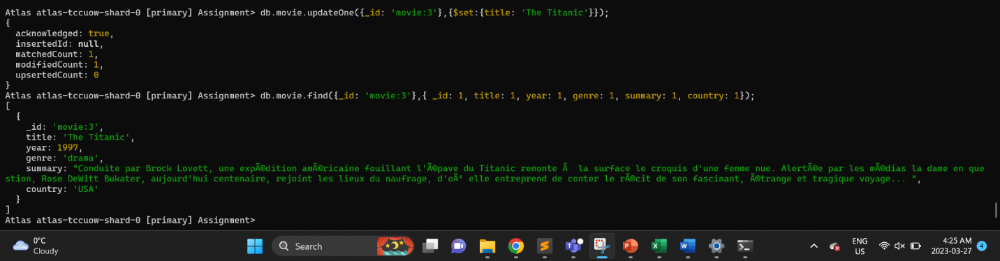 Atlas atlas-tccuow-shard-0 [primary] Assignment> db.movie.updateOne({_id: 'movie:3'},{$set:{title: 'The Titanic'}});
{
  acknowledged: true,
  insertedId: null,
  matchedCount: 1,
  modifiedCount: 1,
  upsertedCount: 0
}
Atlas atlas-tccuow-shard-0 [primary] Assignment> db.movie.find({_id: 'movie:3'},{ _id: 1, title: 1, year: 1, genre: 1, summary: 1, country: 1});
[
  {
    _id: 'movie:3',
    title: 'The Titanic',
    year: 1997,
    genre: 'drama',
    summary: "Conduite par Brock Lovett, une expÃ©dition amÃ©ricaine fouillant l'Ã©pave du Titanic remonte Ã  la surface le croquis d'une femme nue. AlertÃ©e par les mÃ©dias la dame en que
stion, Rose DeWitt Bukater, aujourd'hui centenaire, rejoint les lieux du naufrage, d'oÃ¹ elle entreprend de conter le rÃ©cit de son fascinant, Ã©trange et tragique voyage... ",
    country: 'USA'
  }
]
Atlas atlas-tccuow-shard-0 [primary] Assignment>
0°C
Cloudy
Search
ENG
US
4:25 AM
2023-03-27
4